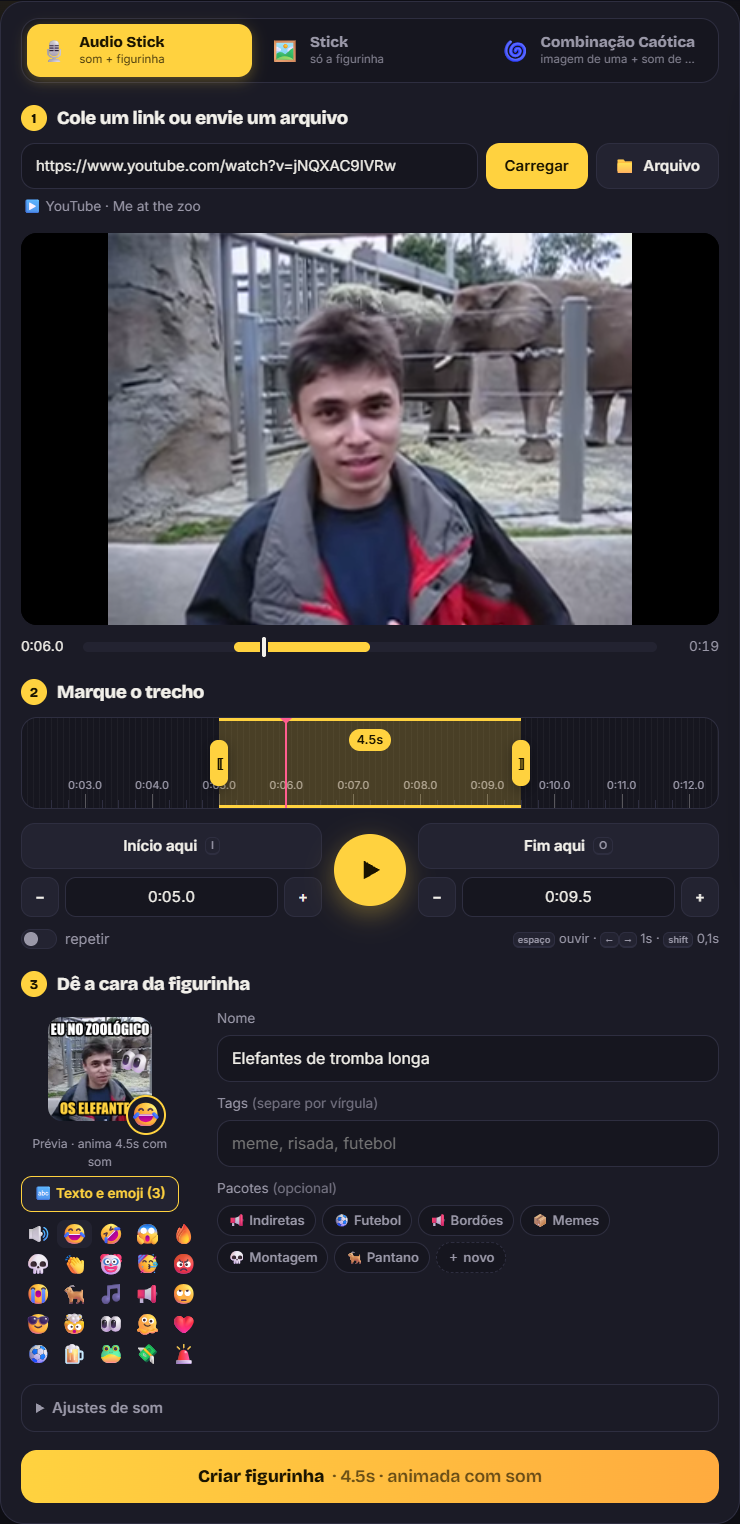 Audio Stick
som + figurinha
Stick
só a figurinha
Combinação Caótica
imagem de uma + som de ...
1 Cole um link ou envie um arquivo
https://www.youtube.com/watch?v=jNQXAC9IVRw
Carregar
Arquivo
YouTube · Me at the zoo
0:06.0
0:19
2 Marque o trecho
4.5s
0:03.0 0:04.0 0:05.0 0:06.0 0:07.0 0:08.0 0:09.0 0:10.0 0:11.0 0:12.0
Início aqui I
Fim aqui O
− 0:05.0 +
− 0:09.5 +
repetir
espaço ouvir · ← → 1s · shift 0,1s
3 Dê a cara da figurinha
EU NO ZOOLÓGICO
OS ELEFANT
Prévia · anima 4.5s com
som
abc Texto e emoji (3)
Nome
Elefantes de tromba longa
Tags (separe por vírgula)
meme, risada, futebol
Pacotes (opcional)
Indiretas
Futebol
Bordões
Memes
Montagem
Pantano
+ novo
Ajustes de som
Criar figurinha · 4.5s · animada com som